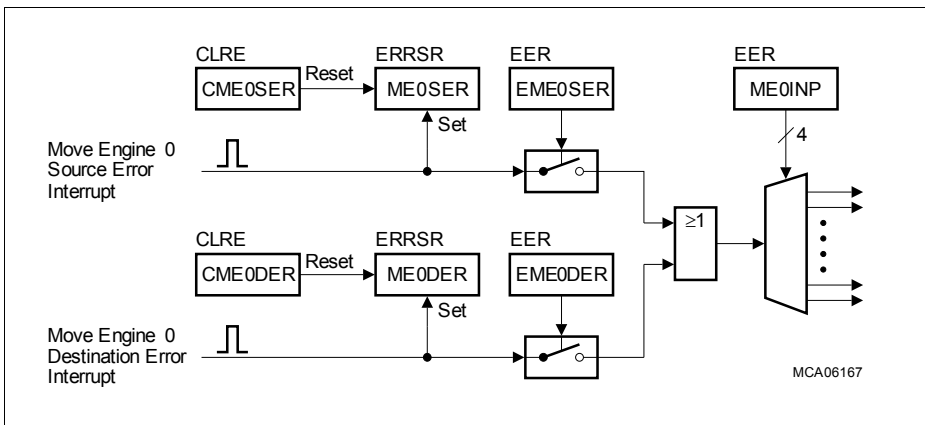 CLRE
ERRSR
EER
EER
CME0SER
Reset
ME0SER
EME0SER
ME0INP
Set
4
Move Engine 0
Source Error
Interrupt
≥1
CLRE
ERRSR
EER
CME0DER
Reset
ME0DER
EME0DER
Set
Move Engine 0
Destination Error
Interrupt
MCA06167